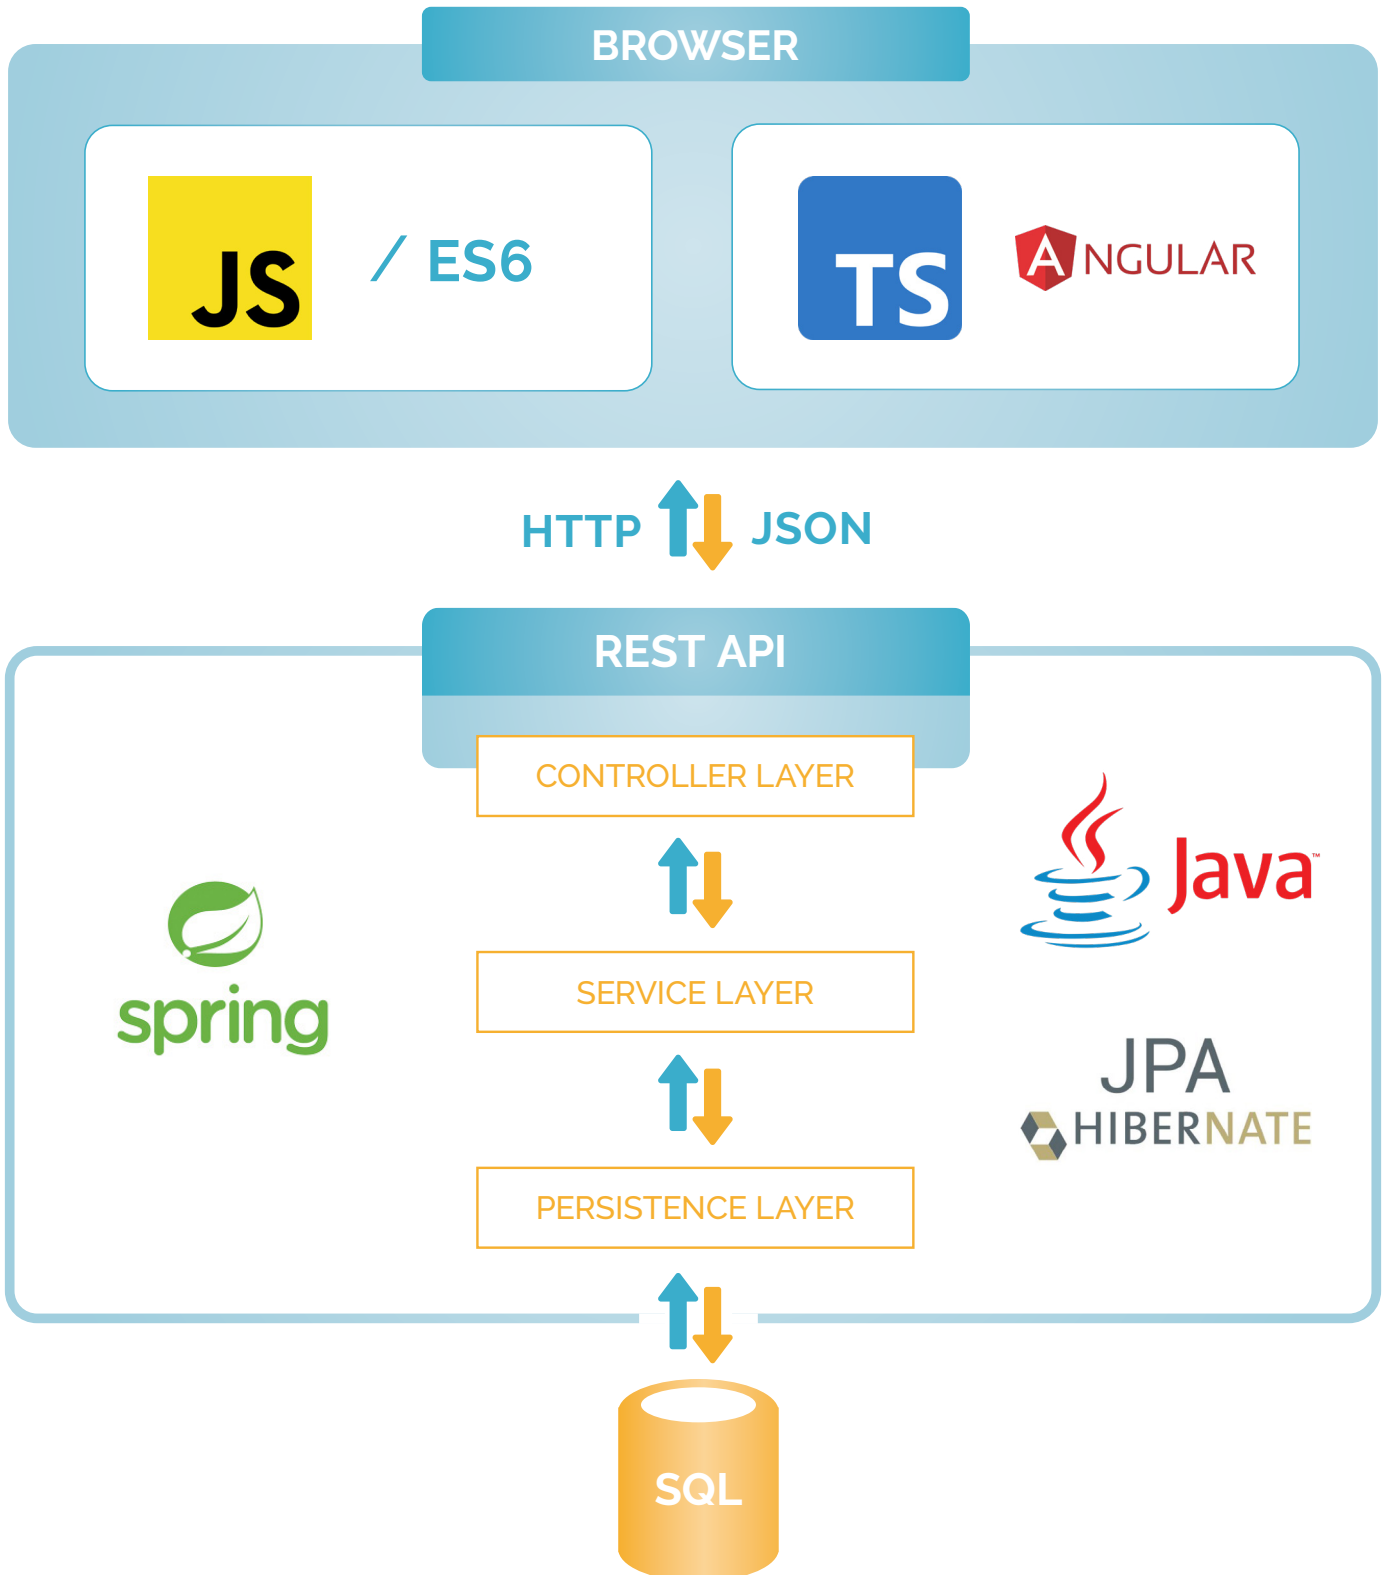 BROWSER
JS / ES6
TS ANGULAR
HTTP JSON
REST API
CONTROLLER LAYER
Java™
spring
SERVICE LAYER
JPA
HIBERNATE
PERSISTENCE LAYER
SQL